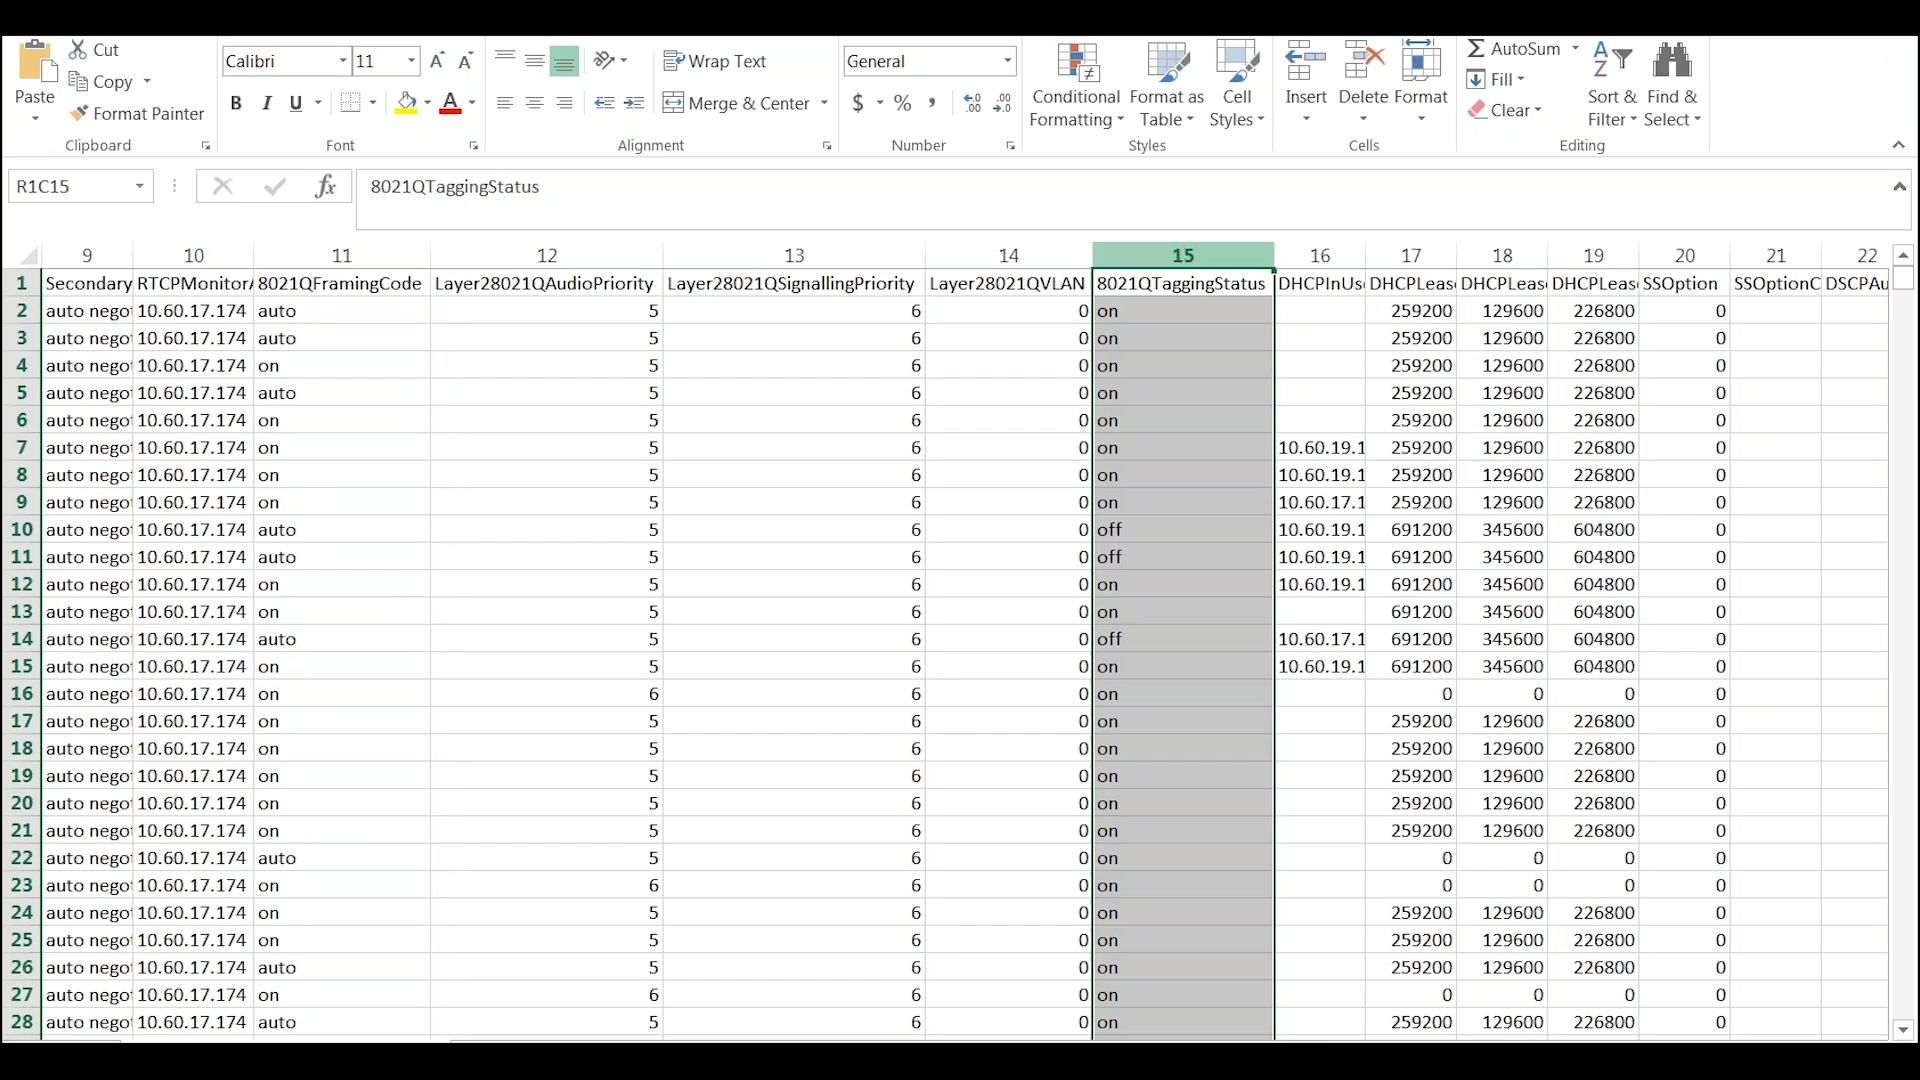 Cut
Copy
Format Painter
Paste
Clipboard
Calibri 11 A A
B I U A
Font
Wrap Text
Merge & Center
Alignment
General
$ % , .00 .00
Number
Conditional Formatting
Format as Table
Cell Styles
Styles
Insert Delete Format
Cells
AutoSum
Fill
Clear
Sort & Filter
Find & Select
Editing
R1C15 fx 8021QTaggingStatus
9 10 11 12 13 14 15 16 17 18 19 20 21 22
1 Secondary RTCPMonitorA 8021QFramingCode Layer28021QAudioPriority Layer28021QSignallingPriority Layer28021QVLAN 8021QTaggingStatus DHCPInUs DHCPLeas DHCPLeas DHCPLeas SSOption SSOptionC DSCPAu
2 auto nego 10.60.17.174 auto 5 6 0 on 259200 129600 226800 0
3 auto nego 10.60.17.174 auto 5 6 0 on 259200 129600 226800 0
4 auto nego 10.60.17.174 on 5 6 0 on 259200 129600 226800 0
5 auto nego 10.60.17.174 auto 5 6 0 on 259200 129600 226800 0
6 auto nego 10.60.17.174 on 5 6 0 on 259200 129600 226800 0
7 auto nego 10.60.17.174 on 5 6 0 on 10.60.19.1 259200 129600 226800 0
8 auto nego 10.60.17.174 on 5 6 0 on 10.60.19.1 259200 129600 226800 0
9 auto nego 10.60.17.174 on 5 6 0 on 10.60.17.1 259200 129600 226800 0
10 auto nego 10.60.17.174 auto 5 6 0 off 10.60.19.1 691200 345600 604800 0
11 auto nego 10.60.17.174 auto 5 6 0 off 10.60.19.1 691200 345600 604800 0
12 auto nego 10.60.17.174 on 5 6 0 on 10.60.19.1 691200 345600 604800 0
13 auto nego 10.60.17.174 on 5 6 0 on 691200 345600 604800 0
14 auto nego 10.60.17.174 auto 5 6 0 off 10.60.17.1 691200 345600 604800 0
15 auto nego 10.60.17.174 on 5 6 0 on 10.60.19.1 691200 345600 604800 0
16 auto nego 10.60.17.174 on 6 6 0 on 0 0 0 0
17 auto nego 10.60.17.174 on 5 6 0 on 259200 129600 226800 0
18 auto nego 10.60.17.174 on 5 6 0 on 259200 129600 226800 0
19 auto nego 10.60.17.174 on 5 6 0 on 259200 129600 226800 0
20 auto nego 10.60.17.174 on 5 6 0 on 259200 129600 226800 0
21 auto nego 10.60.17.174 on 5 6 0 on 259200 129600 226800 0
22 auto nego 10.60.17.174 auto 5 6 0 on 0 0 0 0
23 auto nego 10.60.17.174 on 6 6 0 on 0 0 0 0
24 auto nego 10.60.17.174 on 5 6 0 on 259200 129600 226800 0
25 auto nego 10.60.17.174 on 5 6 0 on 259200 129600 226800 0
26 auto nego 10.60.17.174 auto 5 6 0 on 259200 129600 226800 0
27 auto nego 10.60.17.174 on 6 6 0 on 0 0 0 0
28 auto nego 10.60.17.174 auto 5 6 0 on 259200 129600 226800 0